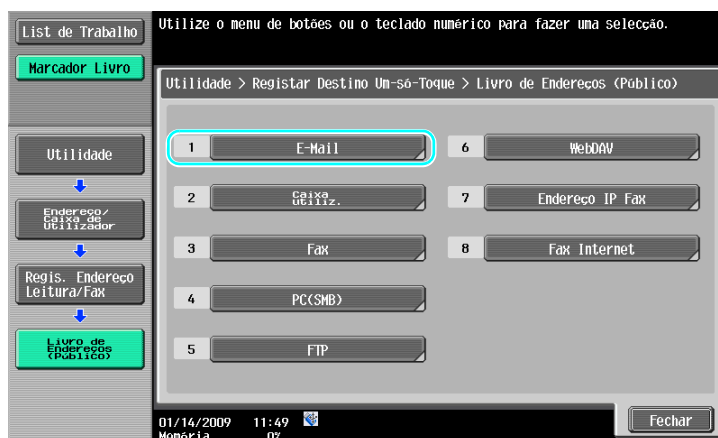 List de Trabalho
Utilize o menu de botões ou o teclado numérico para fazer uma selecção.
Marcador Livro
Utilidade > Registar Destino Um-só-Toque > Livro de Endereços (Público)
Utilidade
Endereço/
Caixa de
Utilizador
Regis. Endereço
Leitura/Fax
Livro de
Endereços
(Público)
1 E-Mail
2 Caixa
Utiliz.
3 Fax
4 PC(SMB)
5 FTP
6 WebDAV
7 Endereço IP Fax
8 Fax Internet
01/14/2009 11:49
Memória 0%
Fechar